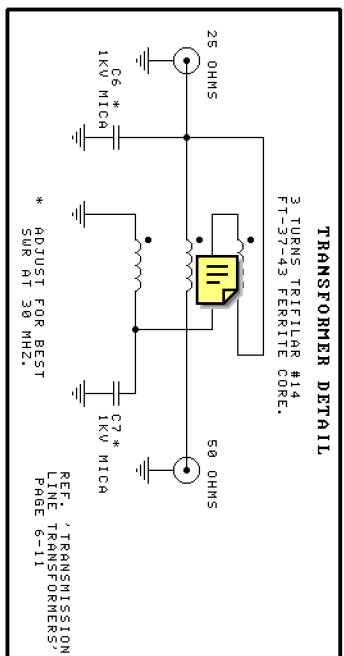 TRANSFORMER DETAIL
3 TURNS TRIFILAR #14
FT-37-43 FERRITE CORE.
25 OHMS
50 OHMS
C6 *
1KV MICA
C7 *
1KV MICA
* ADJUST FOR BEST
SWR AT 30 MHZ.
REF. 'TRANSMISSION
LINE TRANSFORMERS'
PAGE 6-11